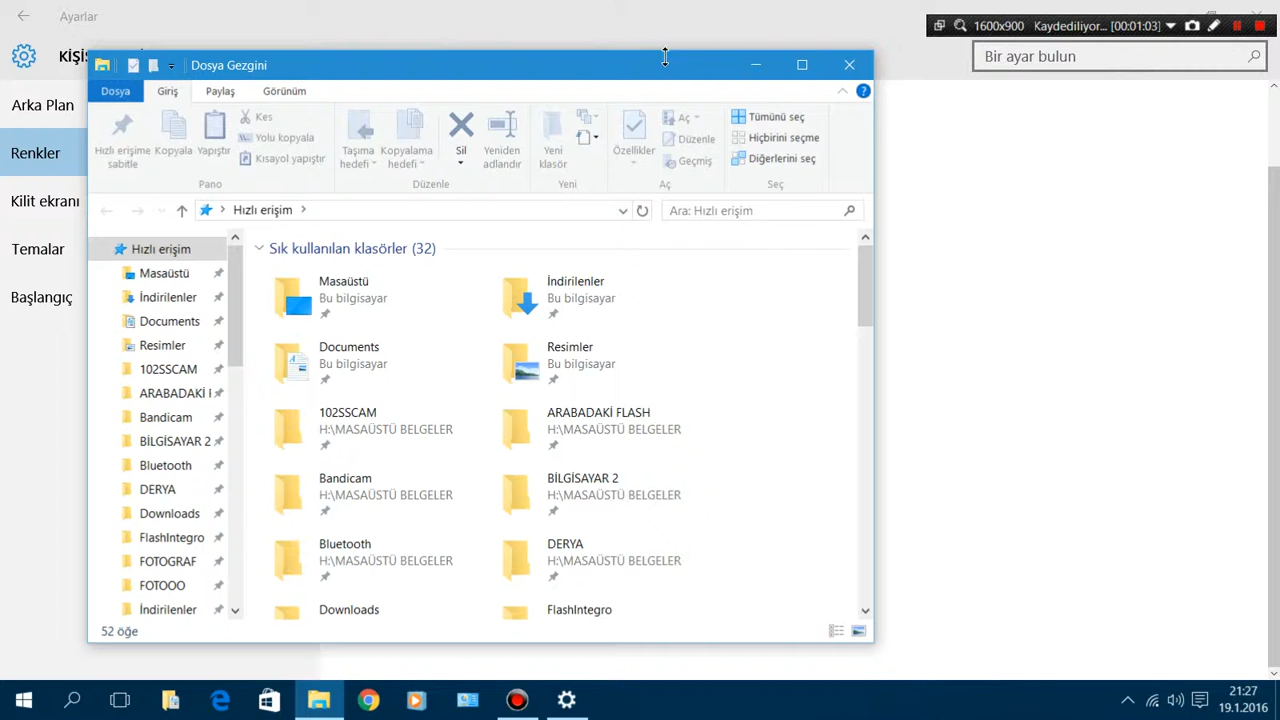 Ayarlar
1600x900 Kaydediliyor... [00:01:03]
Bir ayar bulun
Arka Plan
Renkler
Kilit ekranı
Temalar
Başlangıç
Dosya Gezgini
Dosya Giriş Paylaş Görünüm
Hızlı erişime sabitle
Kopyala
Yapıştır
Kes
Yolu kopyala
Kısayol yapıştır
Pano
Taşıma hedefi
Kopyalama hedefi
Sil
Yeniden adlandır
Düzenle
Yeni klasör
Yeni
Özellikler
Aç
Düzenle
Geçmiş
Aç
Tümünü seç
Hiçbirini seçme
Diğerlerini seç
Seç
Hızlı erişim
Ara: Hızlı erişim
Hızlı erişim
Masaüstü
İndirilenler
Documents
Resimler
102SSCAM
ARABADAKİ F
Bandicam
BİLGİSAYAR 2
Bluetooth
DERYA
Downloads
FlashIntegro
FOTOGRAF
FOTOOO
İndirilenler
Sık kullanılan klasörler (32)
Masaüstü
Bu bilgisayar
İndirilenler
Bu bilgisayar
Documents
Bu bilgisayar
Resimler
Bu bilgisayar
102SSCAM
H:\MASAÜSTÜ BELGELER
ARABADAKİ FLASH
H:\MASAÜSTÜ BELGELER
Bandicam
H:\MASAÜSTÜ BELGELER
BİLGİSAYAR 2
H:\MASAÜSTÜ BELGELER
Bluetooth
H:\MASAÜSTÜ BELGELER
DERYA
H:\MASAÜSTÜ BELGELER
Downloads
FlashIntegro
52 öğe
21:27
19.1.2016